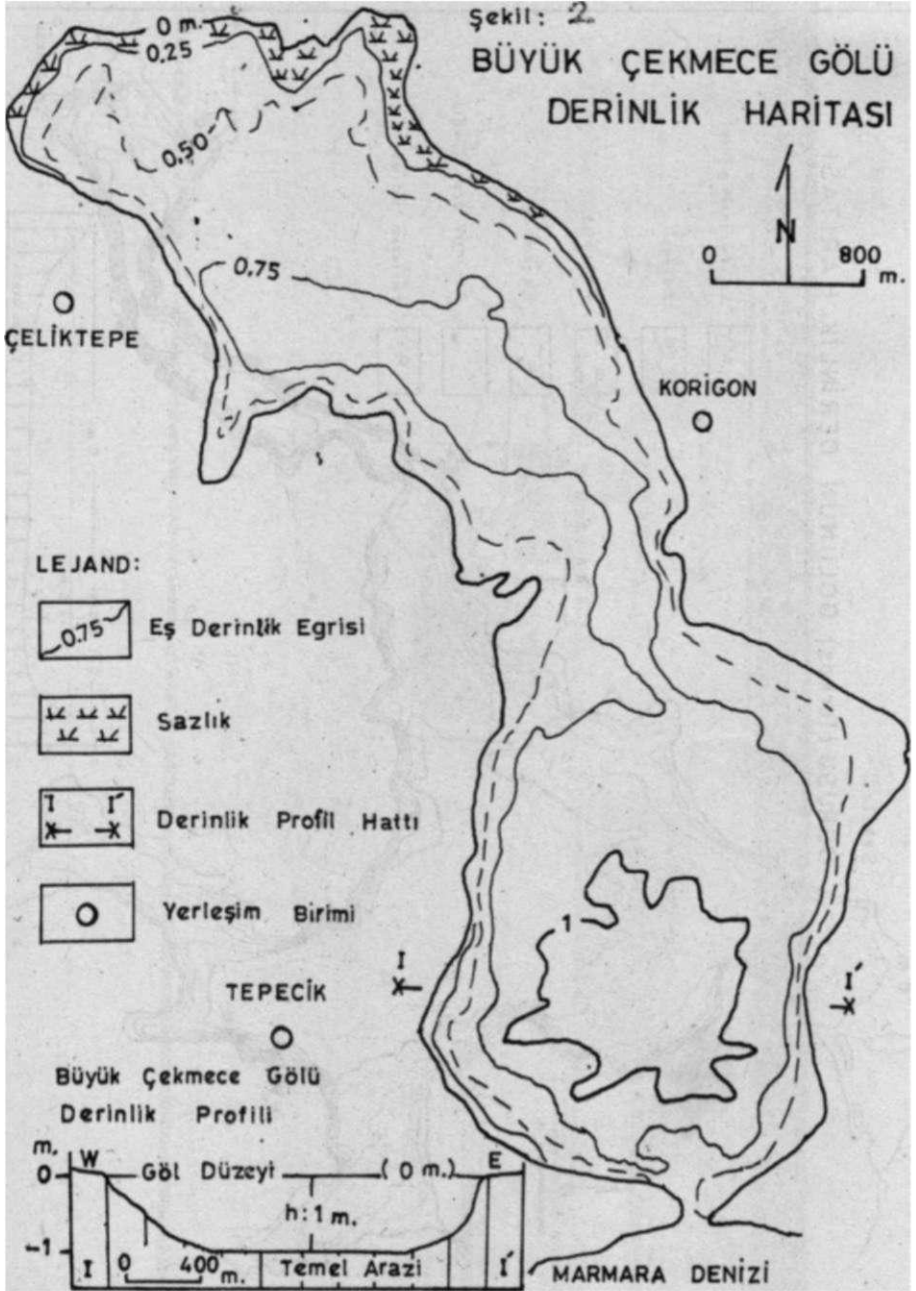 Şekil: 2
BÜYÜK ÇEKMECE GÖLÜ
DERİNLİK HARİTASI
0 m.
0.25
0.50
0.75
N
0 800
m.
ÇELİKTEPE
KORİGON
LEJAND:
0.75 Eş Derinlik Egrisi
Sazlık
I I' Derinlik Profil Hattı
Yerleşim Birimi
1
I
I'
TEPECİK
Büyük Çekmece Gölü
Derinlik Profili
m.
W E
0 Göl Düzeyi (0 m.)
h:1 m.
-1
I 0 400 m. Temel Arazi I'
MARMARA DENİZİ